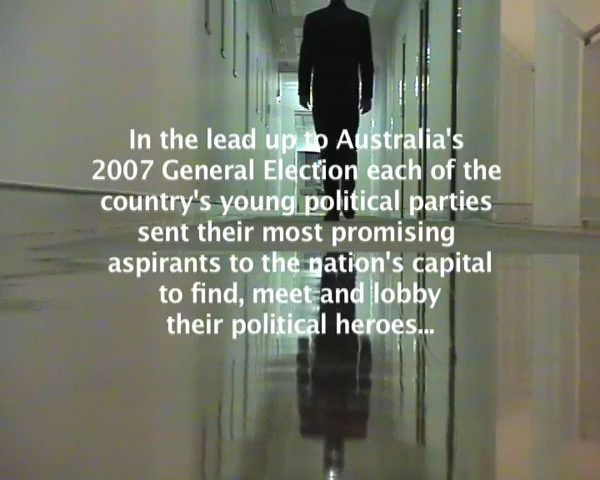 In the lead up to Australia's
2007 General Election each of the
country's young political parties
sent their most promising
aspirants to the nation's capital
to find, meet and lobby
their political heroes...